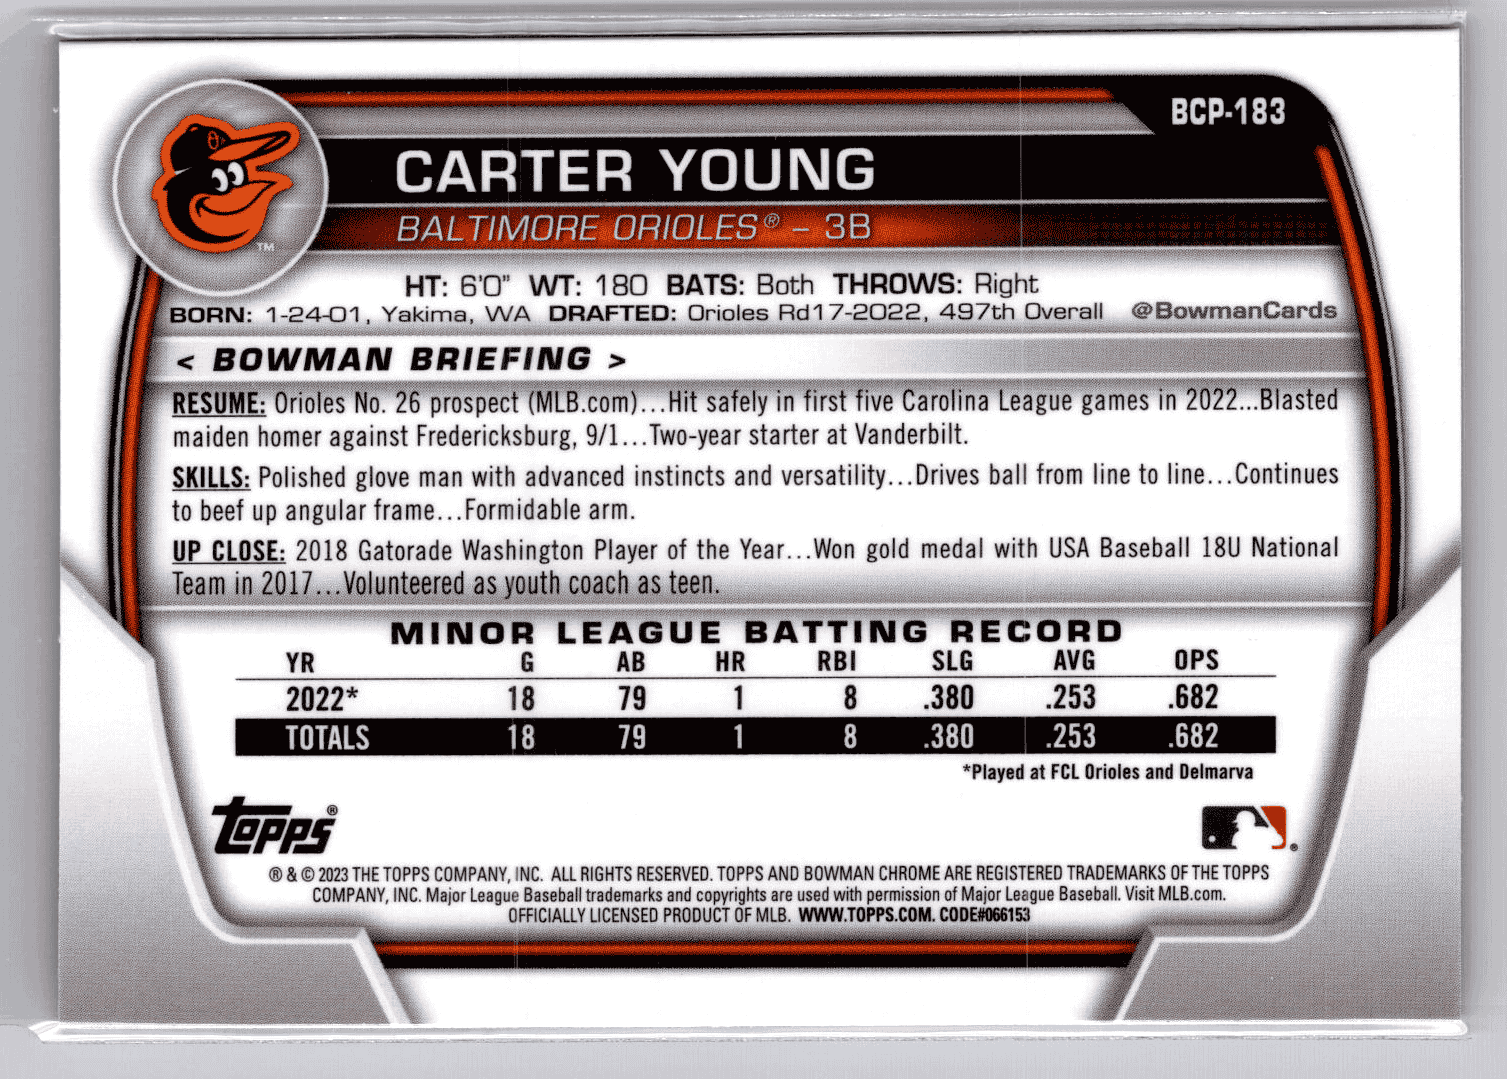 BCP-183
CARTER YOUNG
BALTIMORE ORIOLES® – 3B
TM
HT: 6'0" WT: 180 BATS: Both THROWS: Right
BORN: 1-24-01, Yakima, WA DRAFTED: Orioles Rd17-2022, 497th Overall @BowmanCards
< BOWMAN BRIEFING >
RESUME: Orioles No. 26 prospect (MLB.com)...Hit safely in first five Carolina League games in 2022...Blasted
maiden homer against Fredericksburg, 9/1...Two-year starter at Vanderbilt.
SKILLS: Polished glove man with advanced instincts and versatility...Drives ball from line to line...Continues
to beef up angular frame...Formidable arm.
UP CLOSE: 2018 Gatorade Washington Player of the Year...Won gold medal with USA Baseball 18U National
Team in 2017...Volunteered as youth coach as teen.
MINOR LEAGUE BATTING RECORD
YR G AB HR RBI SLG AVG OPS
2022* 18 79 1 8 .380 .253 .682
TOTALS 18 79 1 8 .380 .253 .682
*Played at FCL Orioles and Delmarva
Topps®
®
® & © 2023 THE TOPPS COMPANY, INC. ALL RIGHTS RESERVED. TOPPS AND BOWMAN CHROME ARE REGISTERED TRADEMARKS OF THE TOPPS
COMPANY, INC. Major League Baseball trademarks and copyrights are used with permission of Major League Baseball. Visit MLB.com.
OFFICIALLY LICENSED PRODUCT OF MLB. WWW.TOPPS.COM. CODE#066153